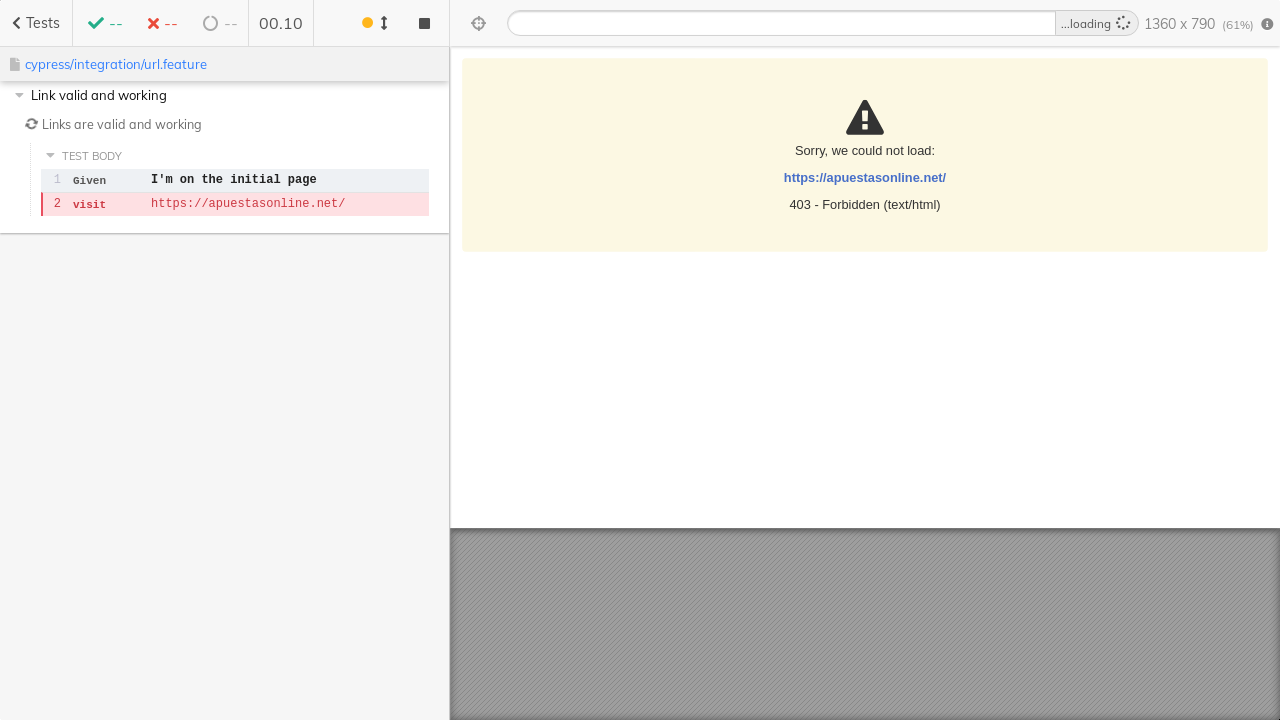 Tests -- -- -- 00.10
...loading 1360 x 790 (61%)
cypress/integration/url.feature
Link valid and working
Links are valid and working
TEST BODY
1 Given I'm on the initial page
2 visit https://apuestasonline.net/
Sorry, we could not load:
https://apuestasonline.net/
403 - Forbidden (text/html)